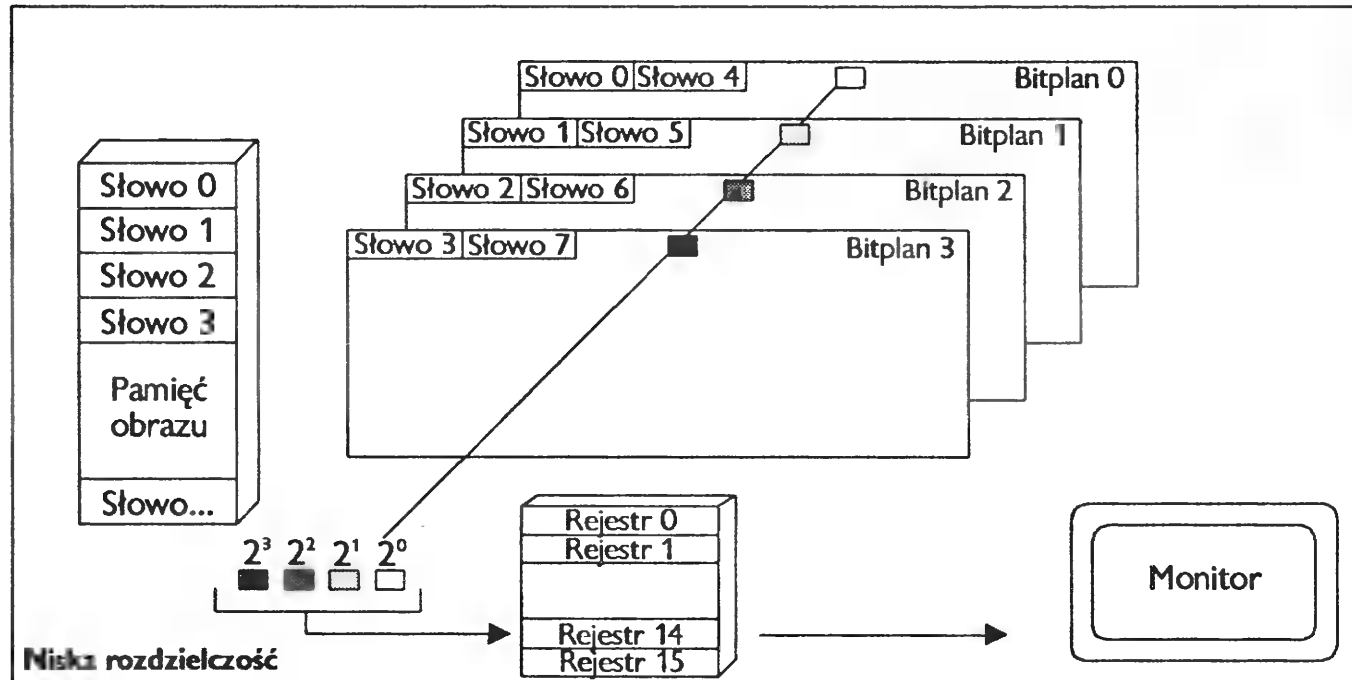 Słowo 0 Słowo 4 Bitplan 0
Słowo 1 Słowo 5 Bitplan 1
Słowo 2 Słowo 6 Bitplan 2
Słowo 3 Słowo 7 Bitplan 3
Słowo 0
Słowo 1
Słowo 2
Słowo 3
Pamięć
obrazu
Słowo...
2³ 2² 2¹ 2⁰
Rejestr 0
Rejestr 1
Rejestr 14
Rejestr 15
Monitor
Niska rozdzielczość